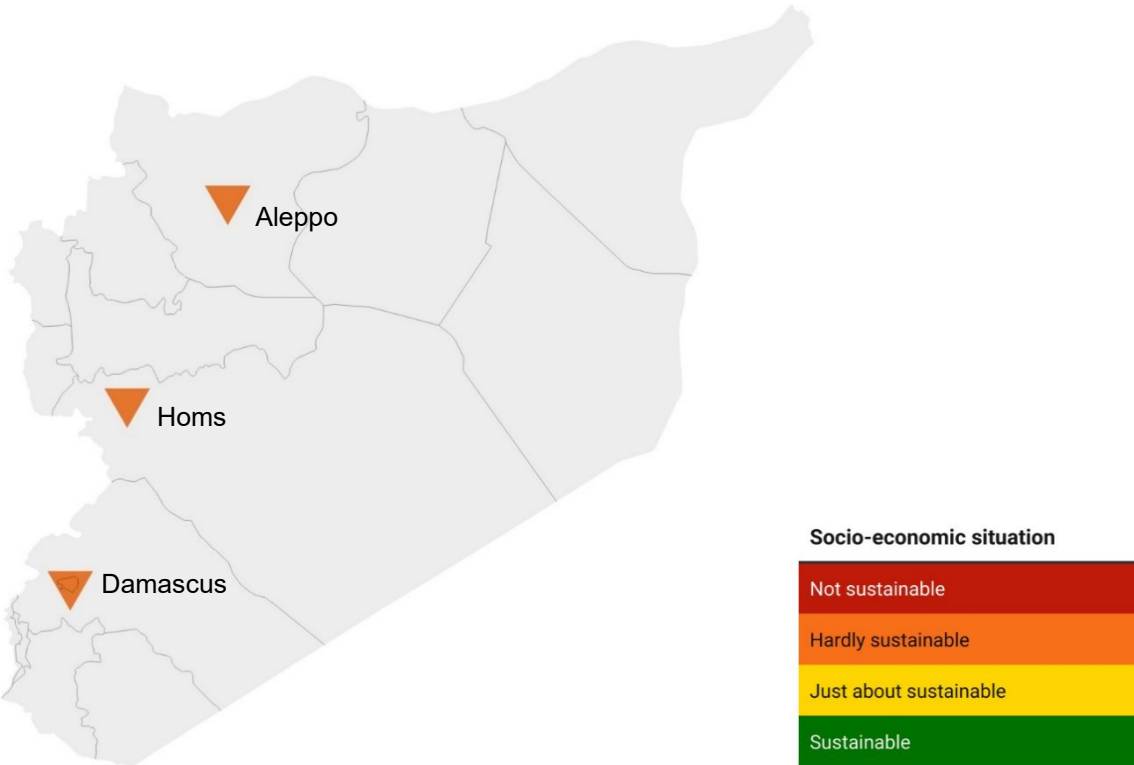 Aleppo
Homs
Damascus
Socio-economic situation
Not sustainable
Hardly sustainable
Just about sustainable
Sustainable